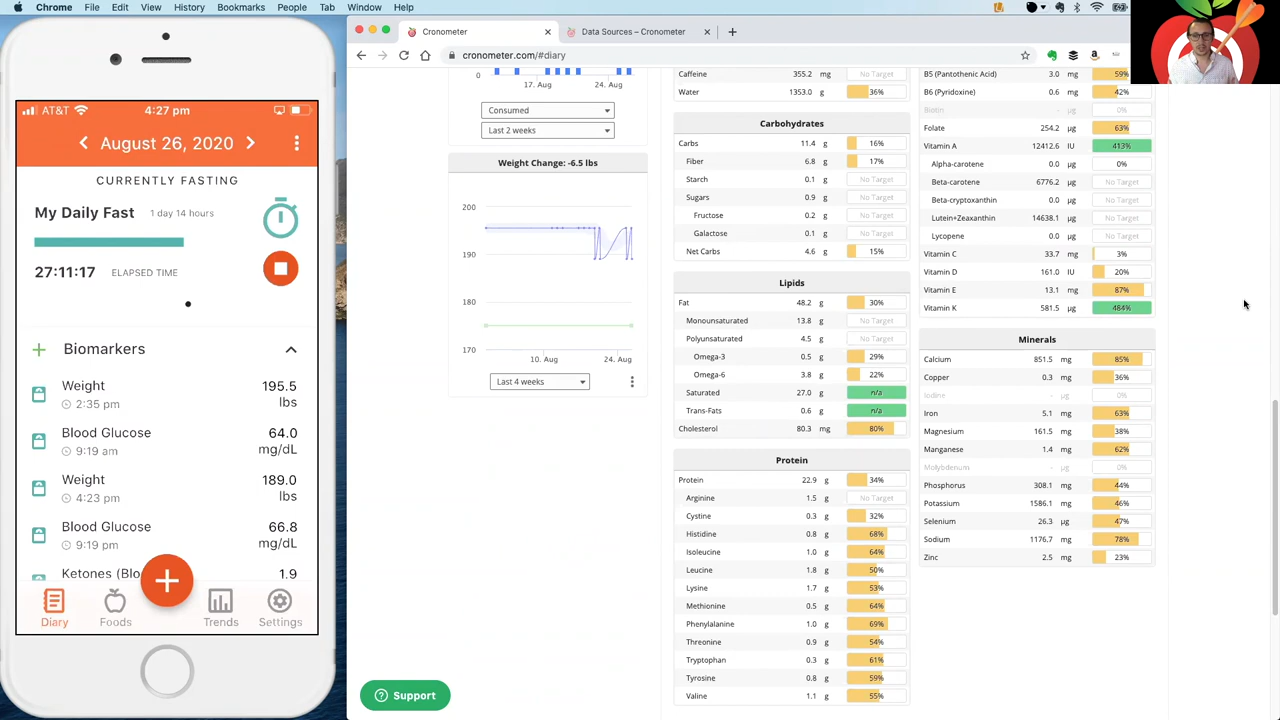 Chrome File Edit View History Bookmarks People Tab Window Help
AT&T 4:27 pm
August 26, 2020
CURRENTLY FASTING
My Daily Fast 1 day 14 hours
27:11:17 ELAPSED TIME
Biomarkers
Weight 195.5
2:35 pm lbs
Blood Glucose 64.0
9:19 am mg/dL
Weight 189.0
4:23 pm lbs
Blood Glucose 66.8
9:19 pm mg/dL
Ketones (Blo 1.9
Diary Foods Trends Settings
Cronometer
Data Sources – Cronometer
cronometer.com/#diary
0
17. Aug 24. Aug
Consumed
Last 2 weeks
Weight Change: -6.5 lbs
200
190
180
170
10. Aug 24. Aug
Last 4 weeks
Support
Caffeine 355.2 mg No Target
Water 1353.0 mg 36%
Carbohydrates
Carbs 11.4 g 16%
Fiber 6.8 g 17%
Starch 0.1 g No Target
Sugars 0.9 g No Target
Fructose 0.2 g No Target
Galactose 0.1 g No Target
Net Carbs 4.6 g 15%
Lipids
Fat 48.2 g 30%
Monounsaturated 13.8 g No Target
Polyunsaturated 4.5 g No Target
Omega-3 0.5 g 29%
Omega-6 3.8 g 22%
Saturated 27.0 g n/a
Trans-Fats 0.6 g n/a
Cholesterol 80.3 mg 80%
Protein
Protein 22.9 g 34%
Arginine 1.5 g No Target
Cystine 0.3 g 32%
Histidine 0.8 g 68%
Isoleucine 1.0 g 64%
Leucine 1.8 g 50%
Lysine 1.7 g 53%
Methionine 0.5 g 64%
Phenylalanine 1.0 g 69%
Threonine 0.9 g 54%
Tryptophan 0.3 g 61%
Tyrosine 0.8 g 59%
Valine 1.1 g 55%
B5 (Pantothenic Acid) 3.0 mg 59%
B6 (Pyridoxine) 0.6 mg 42%
Biotin - µg 0%
Folate 254.2 µg 63%
Vitamin A 12412.6 IU 413%
Alpha-carotene 0.0 µg 0%
Beta-carotene 6776.2 µg No Target
Beta-cryptoxanthin 0.0 µg No Target
Lutein+Zeaxanthin 14638.1 µg No Target
Lycopene 0.0 µg No Target
Vitamin C 33.7 mg 3%
Vitamin D 161.0 IU 20%
Vitamin E 13.1 mg 87%
Vitamin K 581.5 µg 484%
Minerals
Calcium 851.5 mg 85%
Copper 0.3 mg 36%
Iodine - µg 0%
Iron 5.1 mg 63%
Magnesium 161.5 mg 38%
Manganese 1.4 mg 62%
Molybdenum - µg 0%
Phosphorus 308.1 mg 44%
Potassium 1586.1 mg 46%
Selenium 26.3 µg 47%
Sodium 1176.7 mg 78%
Zinc 2.5 mg 23%